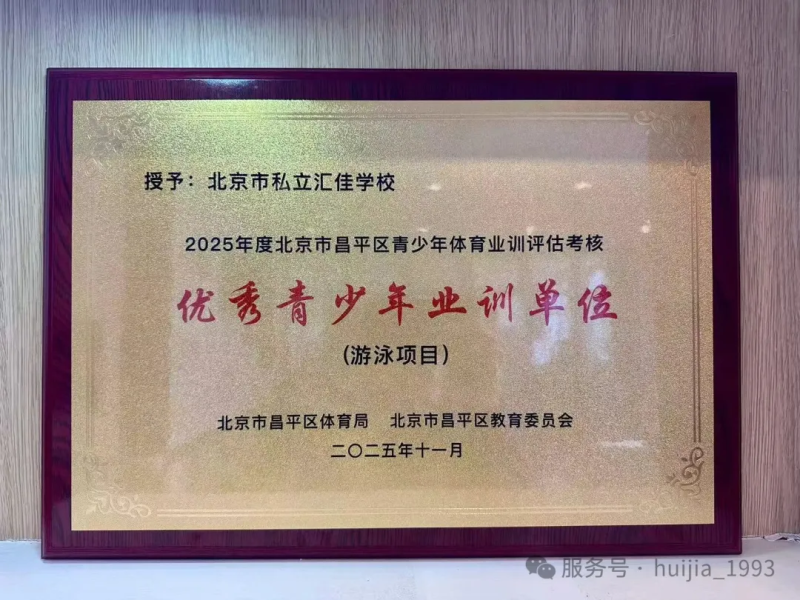 授予：北京市私立汇佳学校
2025年度北京市昌平区青少年体育业训评估考核
优秀青少年业训单位
(游泳项目)
北京市昌平区体育局 北京市昌平区教育委员会
二〇二五年十一月
服务号 · huijia_1993